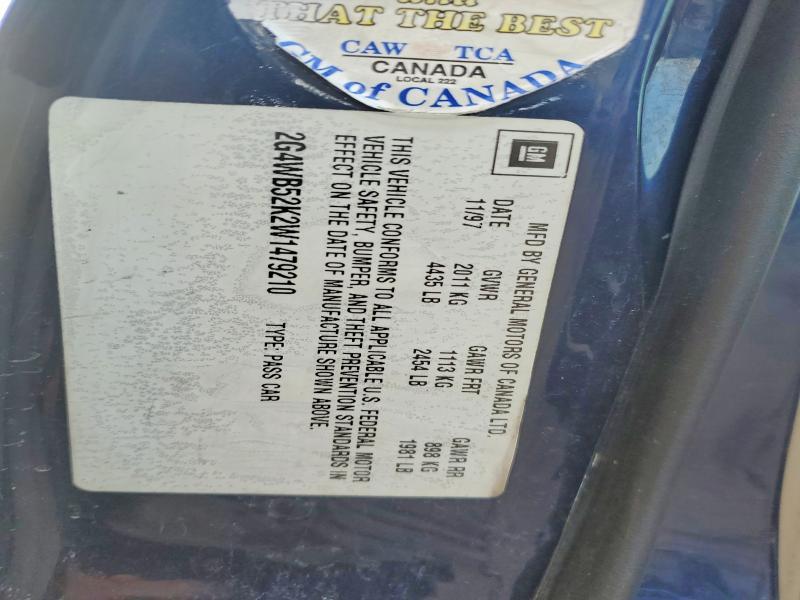 and
THAT THE BEST
CAW TCA
CANADA
LOCAL 222
GM of CANADA
GM
MFD BY GENERAL MOTORS OF CANADA LTD.
DATE GVWR GAWR FRT GAWR RR
11/97 2011 KG 1113 KG 898 KG
4435 LB 2454 LB 1981 LB
THIS VEHICLE CONFORMS TO ALL APPLICABLE U.S. FEDERAL MOTOR
VEHICLE SAFETY, BUMPER, AND THEFT PREVENTION STANDARDS IN
EFFECT ON THE DATE OF MANUFACTURE SHOWN ABOVE.
2G4WB52K2W1479210 TYPE: PASS CAR